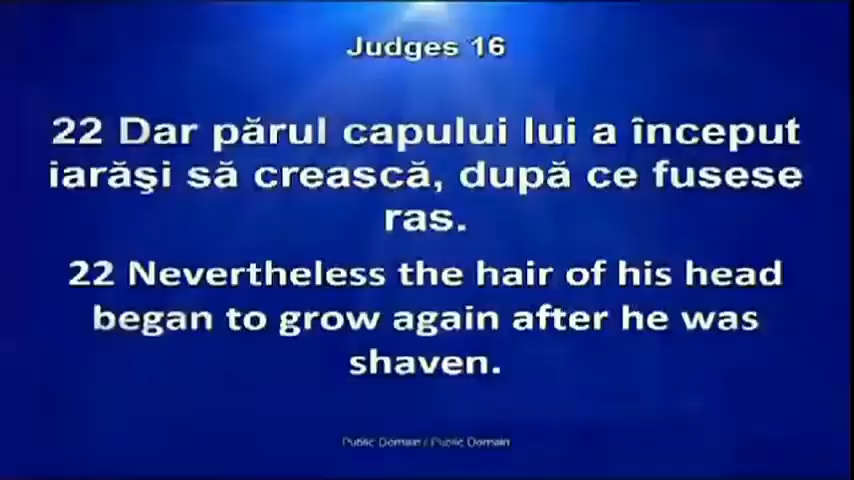 Judges 16
22 Dar părul capului lui a început
iarăşi să crească, după ce fusese
ras.
22 Nevertheless the hair of his head
began to grow again after he was
shaven.
Public Domain / Public Domain